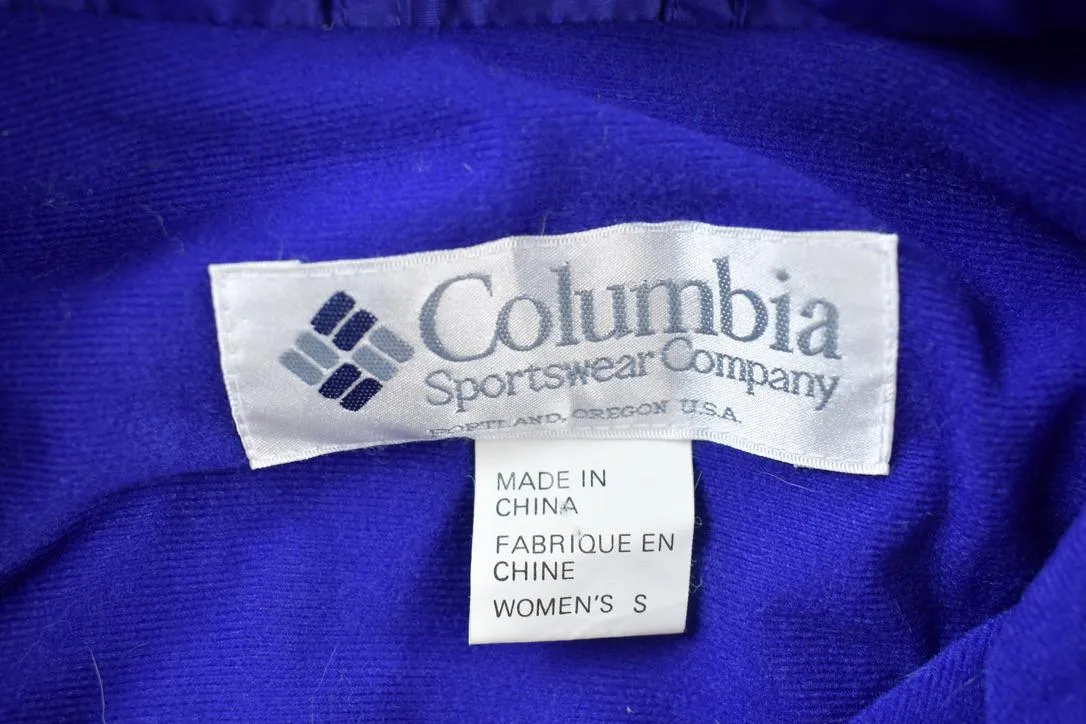 Columbia
Sportswear Company
PORTLAND, OREGON U.S.A.
MADE IN
CHINA
FABRIQUE EN
CHINE
WOMEN'S S